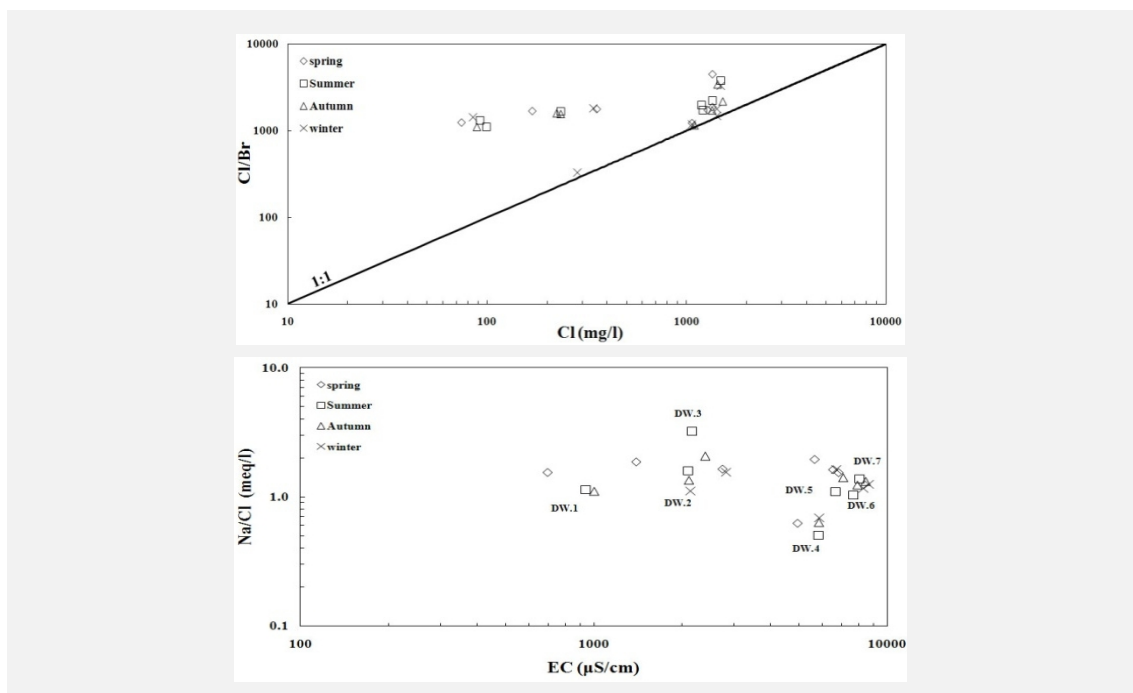 10000
1000
100
10
Cl/Br
spring
Summer
Autumn
winter
1:1
10 100 1000 10000
Cl (mg/l)
10.0
1.0
0.1
Na/Cl (meq/l)
spring
Summer
Autumn
winter
DW.3
DW.7
DW.5
DW.1
DW.2
DW.6
DW.4
100 1000 10000
EC (µS/cm)